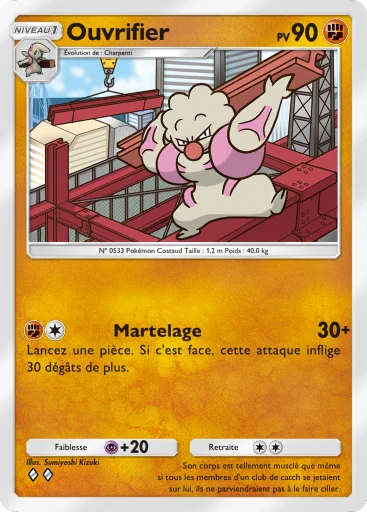 NIVEAU 1
Ouvrifier
PV 90
Évolution de : Charpenti
N° 0533 Pokémon Costaud Taille : 1,2 m Poids : 40,0 kg
Martelage 30+
Lancez une pièce. Si c'est face, cette attaque inflige
30 dégâts de plus.
Faiblesse +20
Retraite
Illus. Sumiyoshi Kizuki
Son corps est tellement musclé que même
si tous les membres d'un club de catch se jetaient
sur lui, ils ne parviendraient pas à le faire ciller.